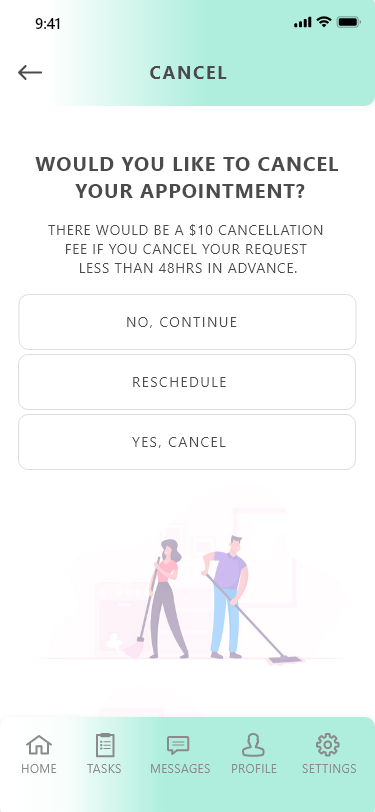 9:41
CANCEL
WOULD YOU LIKE TO CANCEL
YOUR APPOINTMENT?
THERE WOULD BE A $10 CANCELLATION
FEE IF YOU CANCEL YOUR REQUEST
LESS THAN 48HRS IN ADVANCE.
NO, CONTINUE
RESCHEDULE
YES, CANCEL
HOME TASKS MESSAGES PROFILE SETTINGS